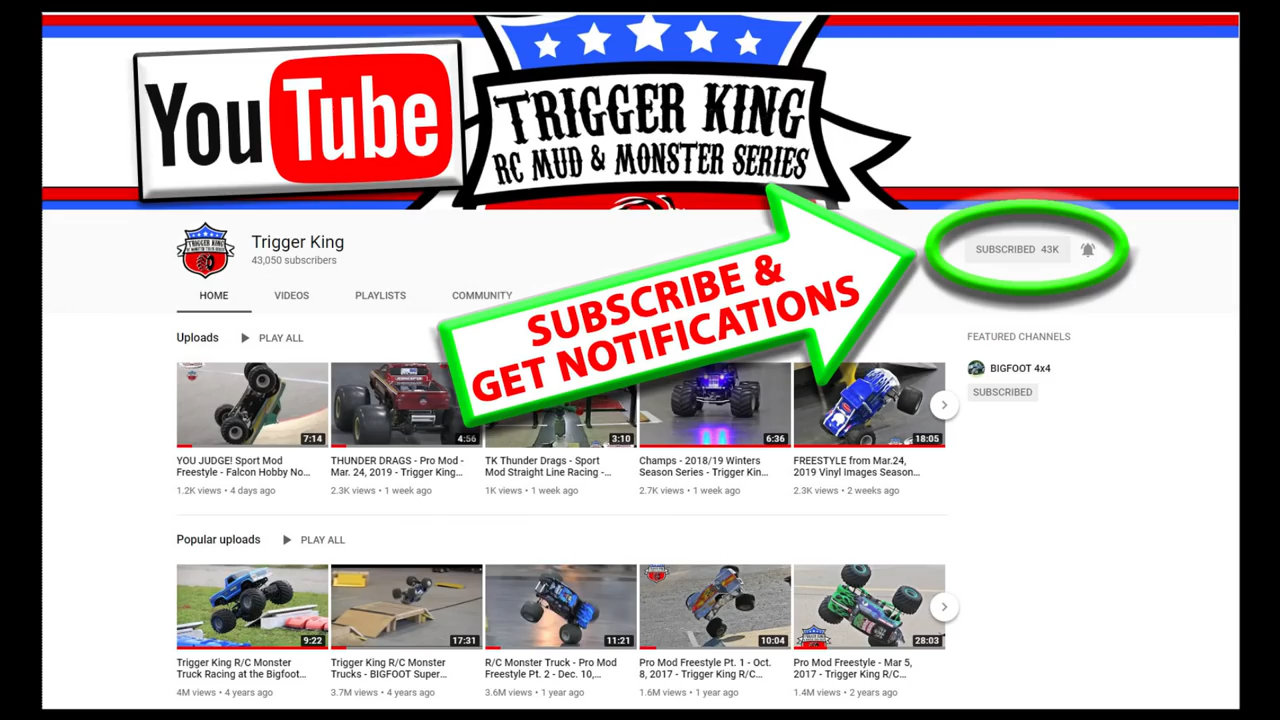 YouTube
TRIGGER KING
RC MUD & MONSTER SERIES
Trigger King
43,050 subscribers
SUBSCRIBED 43K
HOME
VIDEOS
PLAYLISTS
COMMUNITY
SUBSCRIBE &
GET NOTIFICATIONS
Uploads
PLAY ALL
FEATURED CHANNELS
BIGFOOT 4x4
SUBSCRIBED
7:14
4:56
3:10
6:36
18:05
YOU JUDGE! Sport Mod
Freestyle - Falcon Hobby No...
1.2K views • 4 days ago
THUNDER DRAGS - Pro Mod -
Mar. 24, 2019 - Trigger King...
2.3K views • 1 week ago
TK Thunder Drags - Sport
Mod Straight Line Racing -...
1K views • 1 week ago
Champs - 2018/19 Winters
Season Series - Trigger Kin...
2.7K views • 1 week ago
FREESTYLE from Mar.24,
2019 Vinyl Images Season...
2.3K views • 2 weeks ago
Popular uploads
PLAY ALL
9:22
17:31
11:21
10:04
28:03
Trigger King R/C Monster
Truck Racing at the Bigfoot...
4M views • 4 years ago
Trigger King R/C Monster
Trucks - BIGFOOT Super...
3.7M views • 4 years ago
R/C Monster Truck - Pro Mod
Freestyle Pt. 2 - Dec. 10,...
3.6M views • 1 year ago
Pro Mod Freestyle Pt. 1 - Oct.
8, 2017 - Trigger King R/C...
1.6M views • 1 year ago
Pro Mod Freestyle - Mar 5,
2017 - Trigger King R/C...
1.4M views • 2 years ago